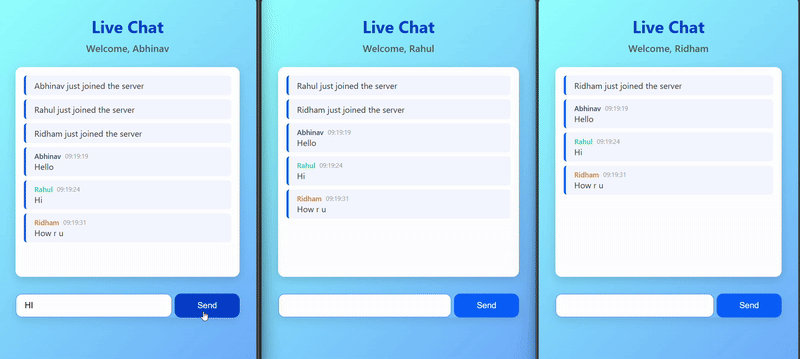 Live Chat
Welcome, Abhinav
Abhinav just joined the server
Rahul just joined the server
Ridham just joined the server
Abhinav 09:19:19
Hello
Rahul 09:19:24
Hi
Ridham 09:19:31
How r u
HI
Send
Live Chat
Welcome, Rahul
Rahul just joined the server
Ridham just joined the server
Abhinav 09:19:19
Hello
Rahul 09:19:24
Hi
Ridham 09:19:31
How r u
Send
Live Chat
Welcome, Ridham
Ridham just joined the server
Abhinav 09:19:19
Hello
Rahul 09:19:24
Hi
Ridham 09:19:31
How r u
Send